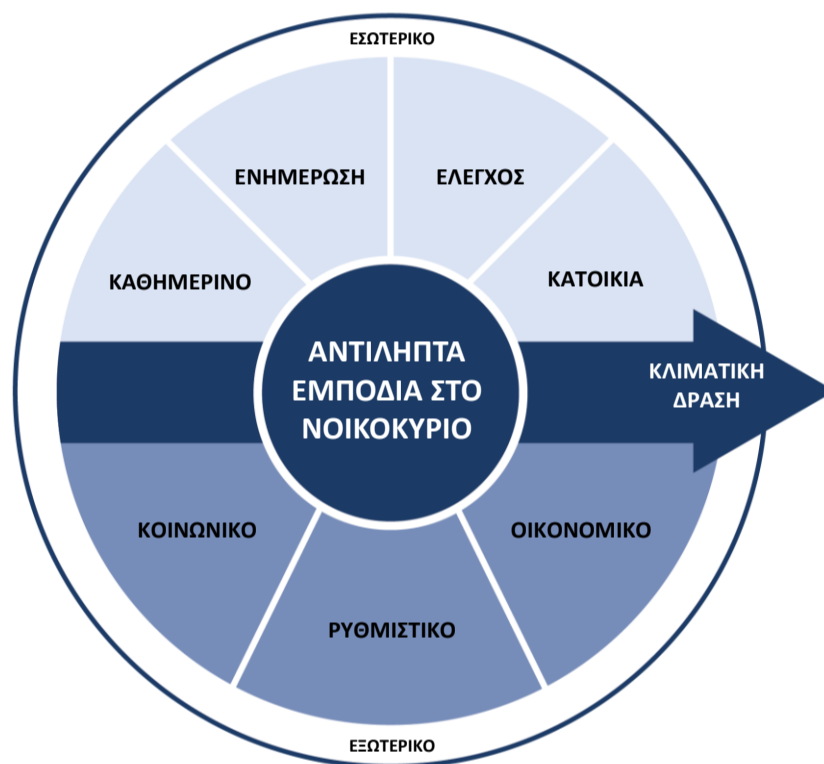 ΕΣΩΤΕΡΙΚΟ
ΕΝΗΜΕΡΩΣΗ
ΕΛΕΓΧΟΣ
ΚΑΘΗΜΕΡΙΝΟ
ΚΑΤΟΙΚΙΑ
ΑΝΤΙΛΗΠΤΑ
ΕΜΠΟΔΙΑ ΣΤΟ
ΝΟΙΚΟΚΥΡΙΟ
ΚΛΙΜΑΤΙΚΗ
ΔΡΑΣΗ
ΚΟΙΝΩΝΙΚΟ
ΟΙΚΟΝΟΜΙΚΟ
ΡΥΘΜΙΣΤΙΚΟ
ΕΞΩΤΕΡΙΚΟ